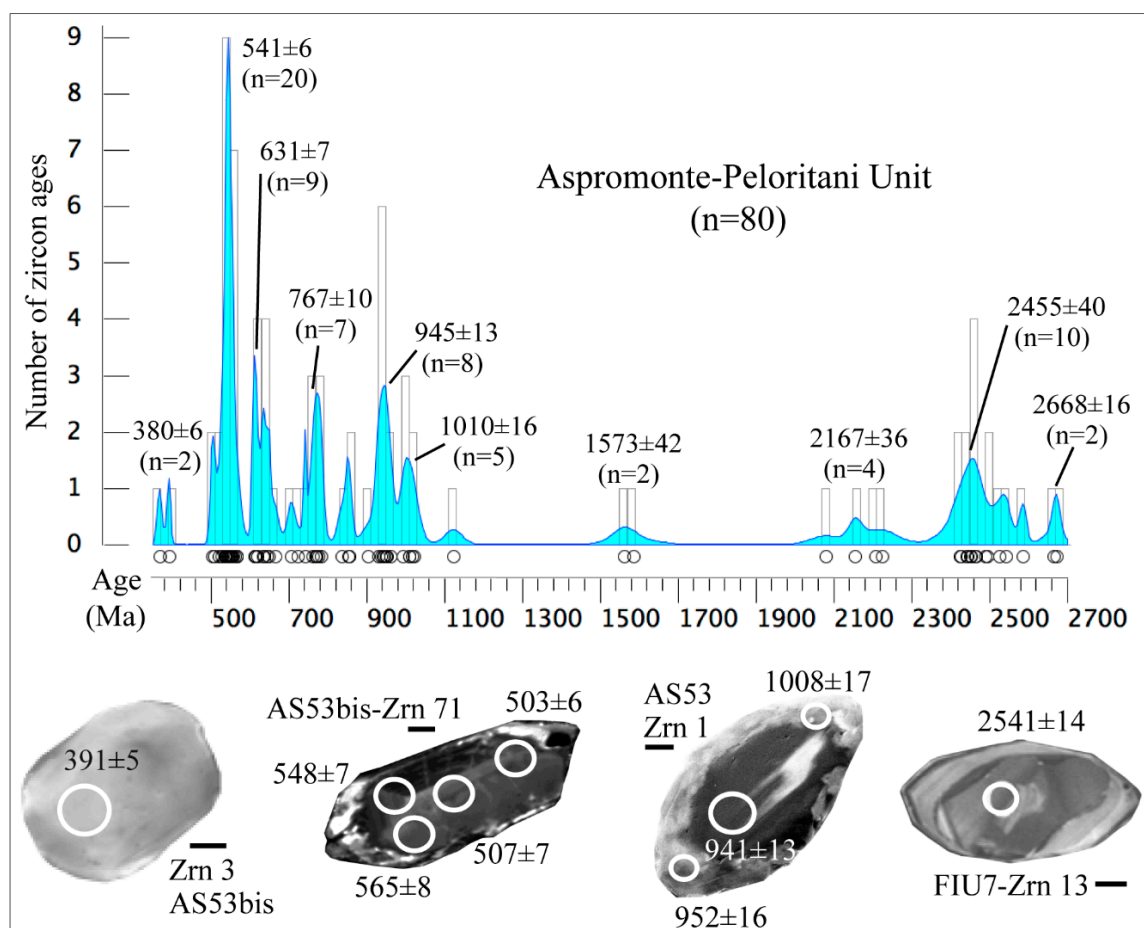 Number of zircon ages
9
8
7
6
5
4
3
2
1
0
541±6
(n=20)
631±7
(n=9)
Aspromonte-Peloritani Unit
(n=80)
767±10
(n=7)
945±13
(n=8)
2455±40
(n=10)
380±6
(n=2)
1010±16
(n=5)
1573±42
(n=2)
2167±36
(n=4)
2668±16
(n=2)
Age
(Ma)
500 700 900 1100 1300 1500 1700 1900 2100 2300 2500 2700
391±5
Zrn 3
AS53bis
AS53bis-Zrn 71
503±6
548±7
507±7
565±8
AS53
Zrn 1
1008±17
941±13
952±16
2541±14
FIU7-Zrn 13